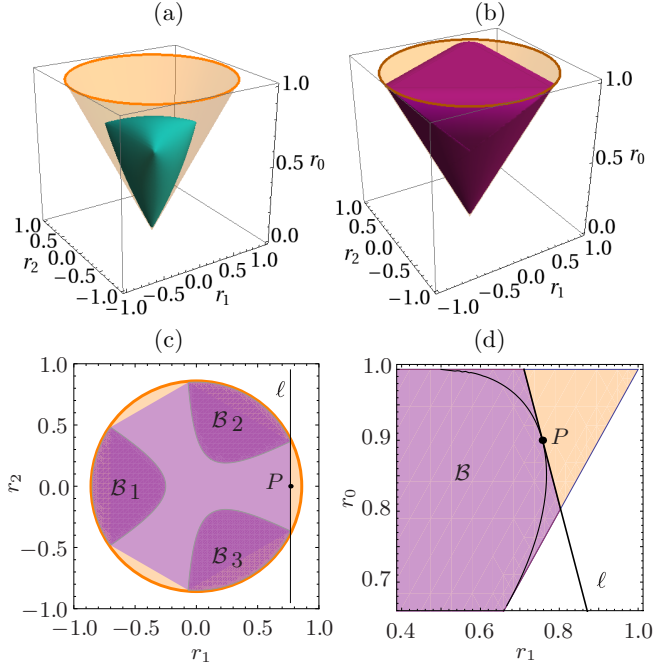 (a) (b)
1.0 1.0
0.5 r0 0.5 r0
1.0 0.5 0.0 -0.5 -1.0 0.0 1.0 0.5 0.0 -0.5 -1.0 0.0
r2 -1.0 -0.5 0.0 0.5 1.0 r1 r2 -1.0 -0.5 0.0 0.5 1.0 r1
(c) (d)
1.0 ℓ 1.0
0.5 ℬ2 0.9 P
r2 0.0 ℬ1 P r0 ℬ 0.8
−0.5 ℬ3 0.7 ℓ
−1.0
−1.0 −0.5 0.0 0.5 1.0 0.4 0.6 0.8 1.0
r1 r1